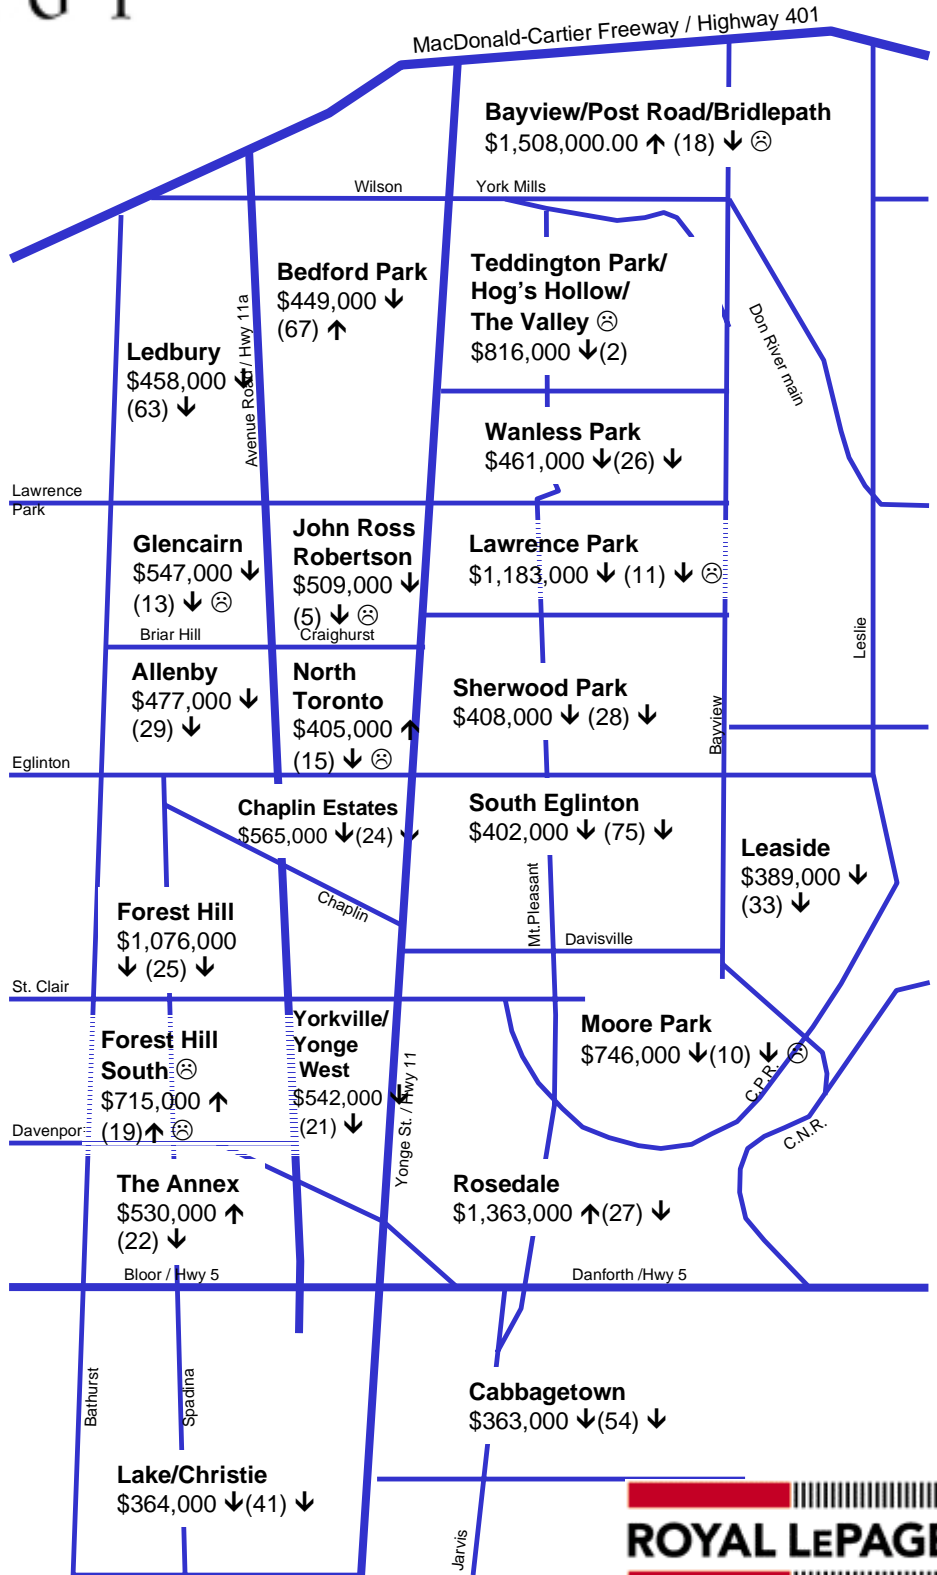 G Y
MacDonald-Cartier Freeway / Highway 401
Bayview/Post Road/Bridlepath
$1,508,000.00 ↑ (18) ↓ ☹
Wilson
York Mills
Bedford Park
$449,000 ↓
(67) ↑
Teddington Park/
Hog's Hollow/
The Valley ☹
$816,000 ↓(2)
Don River main
Avenue Road / Hwy 11a
Ledbury
$458,000 ↓
(63) ↓
Wanless Park
$461,000 ↓(26) ↓
Lawrence
Park
Glencairn
$547,000 ↓
(13) ↓ ☹
John Ross
Robertson
$509,000 ↓
(5) ↓ ☹
Lawrence Park
$1,183,000 ↓ (11) ↓ ☹
Briar Hill
Craighurst
Leslie
Allenby
$477,000 ↓
(29) ↓
North
Toronto
$405,000 ↑
(15) ↓ ☹
Sherwood Park
$408,000 ↓ (28) ↓
Bayview
Eglinton
Chaplin Estates
$565,000 ↓(24) ↓
South Eglinton
$402,000 ↓ (75) ↓
Leaside
$389,000 ↓
(33) ↓
Chaplin
Mt.Pleasant
Davisville
Forest Hill
$1,076,000
↓ (25) ↓
St. Clair
Forest Hill
South ☹
$715,000 ↑
(19)↑ ☹
Yorkville/
Yonge
West
$542,000 ↓
(21) ↓
Yonge St. / Hwy 11
Moore Park
$746,000 ↓(10) ↓ ☹
C.P.R.
C.N.R.
Davenpor
The Annex
$530,000 ↑
(22) ↓
Rosedale
$1,363,000 ↑(27) ↓
Bloor / Hwy 5
Danforth /Hwy 5
Bathurst
Spadina
Cabbagetown
$363,000 ↓(54) ↓
Lake/Christie
$364,000 ↓(41) ↓
Jarvis
ROYAL LEPAGE